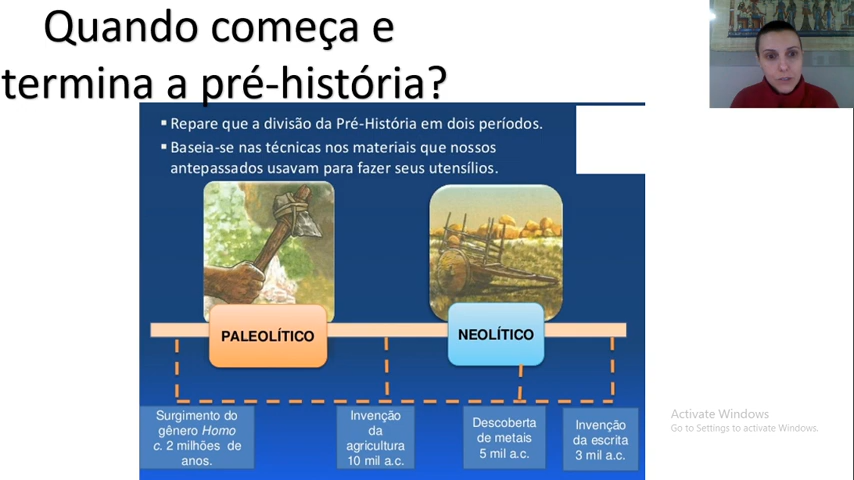 Quando começa e
termina a pré-história?
▪ Repare que a divisão da Pré-História em dois períodos.
▪ Baseia-se nas técnicas nos materiais que nossos
antepassados usavam para fazer seus utensílios.
PALEOLÍTICO
NEOLÍTICO
Surgimento do
gênero Homo
c. 2 milhões de
anos.
Invenção
da
agricultura
10 mil a.c.
Descoberta
de metais
5 mil a.c.
Invenção
da escrita
3 mil a.c.
Activate Windows
Go to Settings to activate Windows.